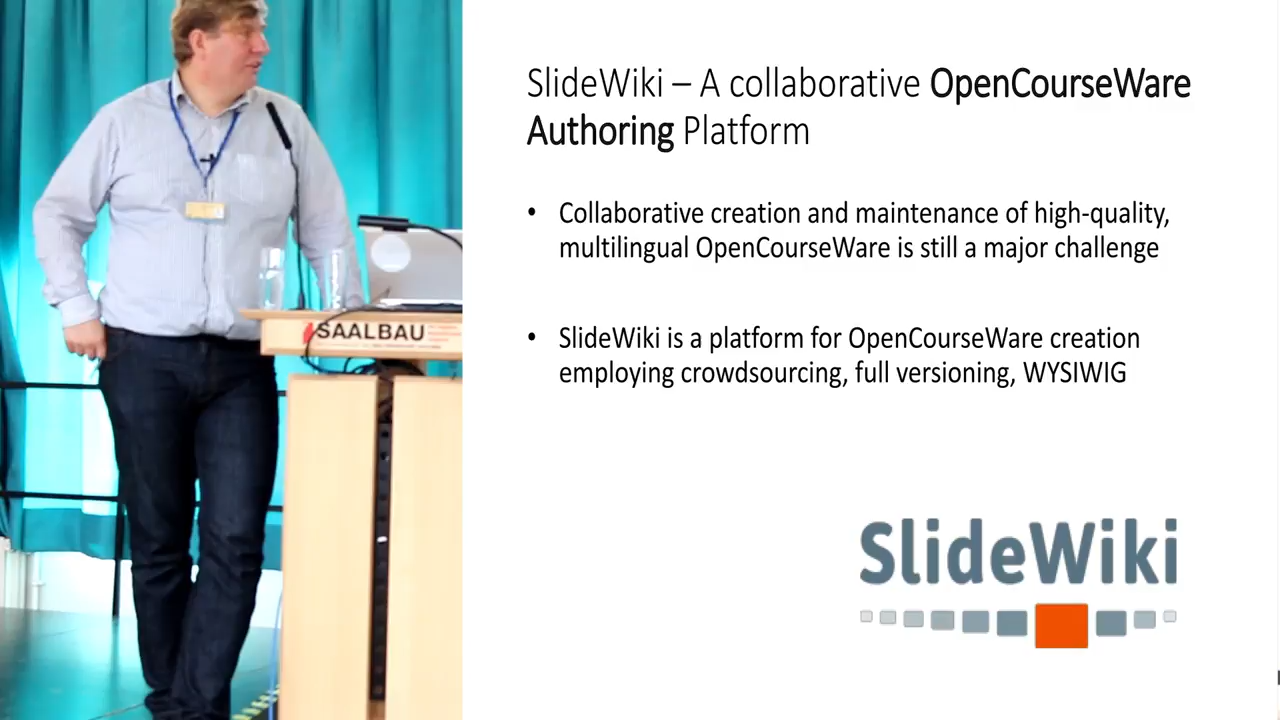 SlideWiki – A collaborative OpenCourseWare
Authoring Platform
• Collaborative creation and maintenance of high-quality,
multilingual OpenCourseWare is still a major challenge
• SlideWiki is a platform for OpenCourseWare creation
employing crowdsourcing, full versioning, WYSIWIG
SAALBAU
SlideWiki